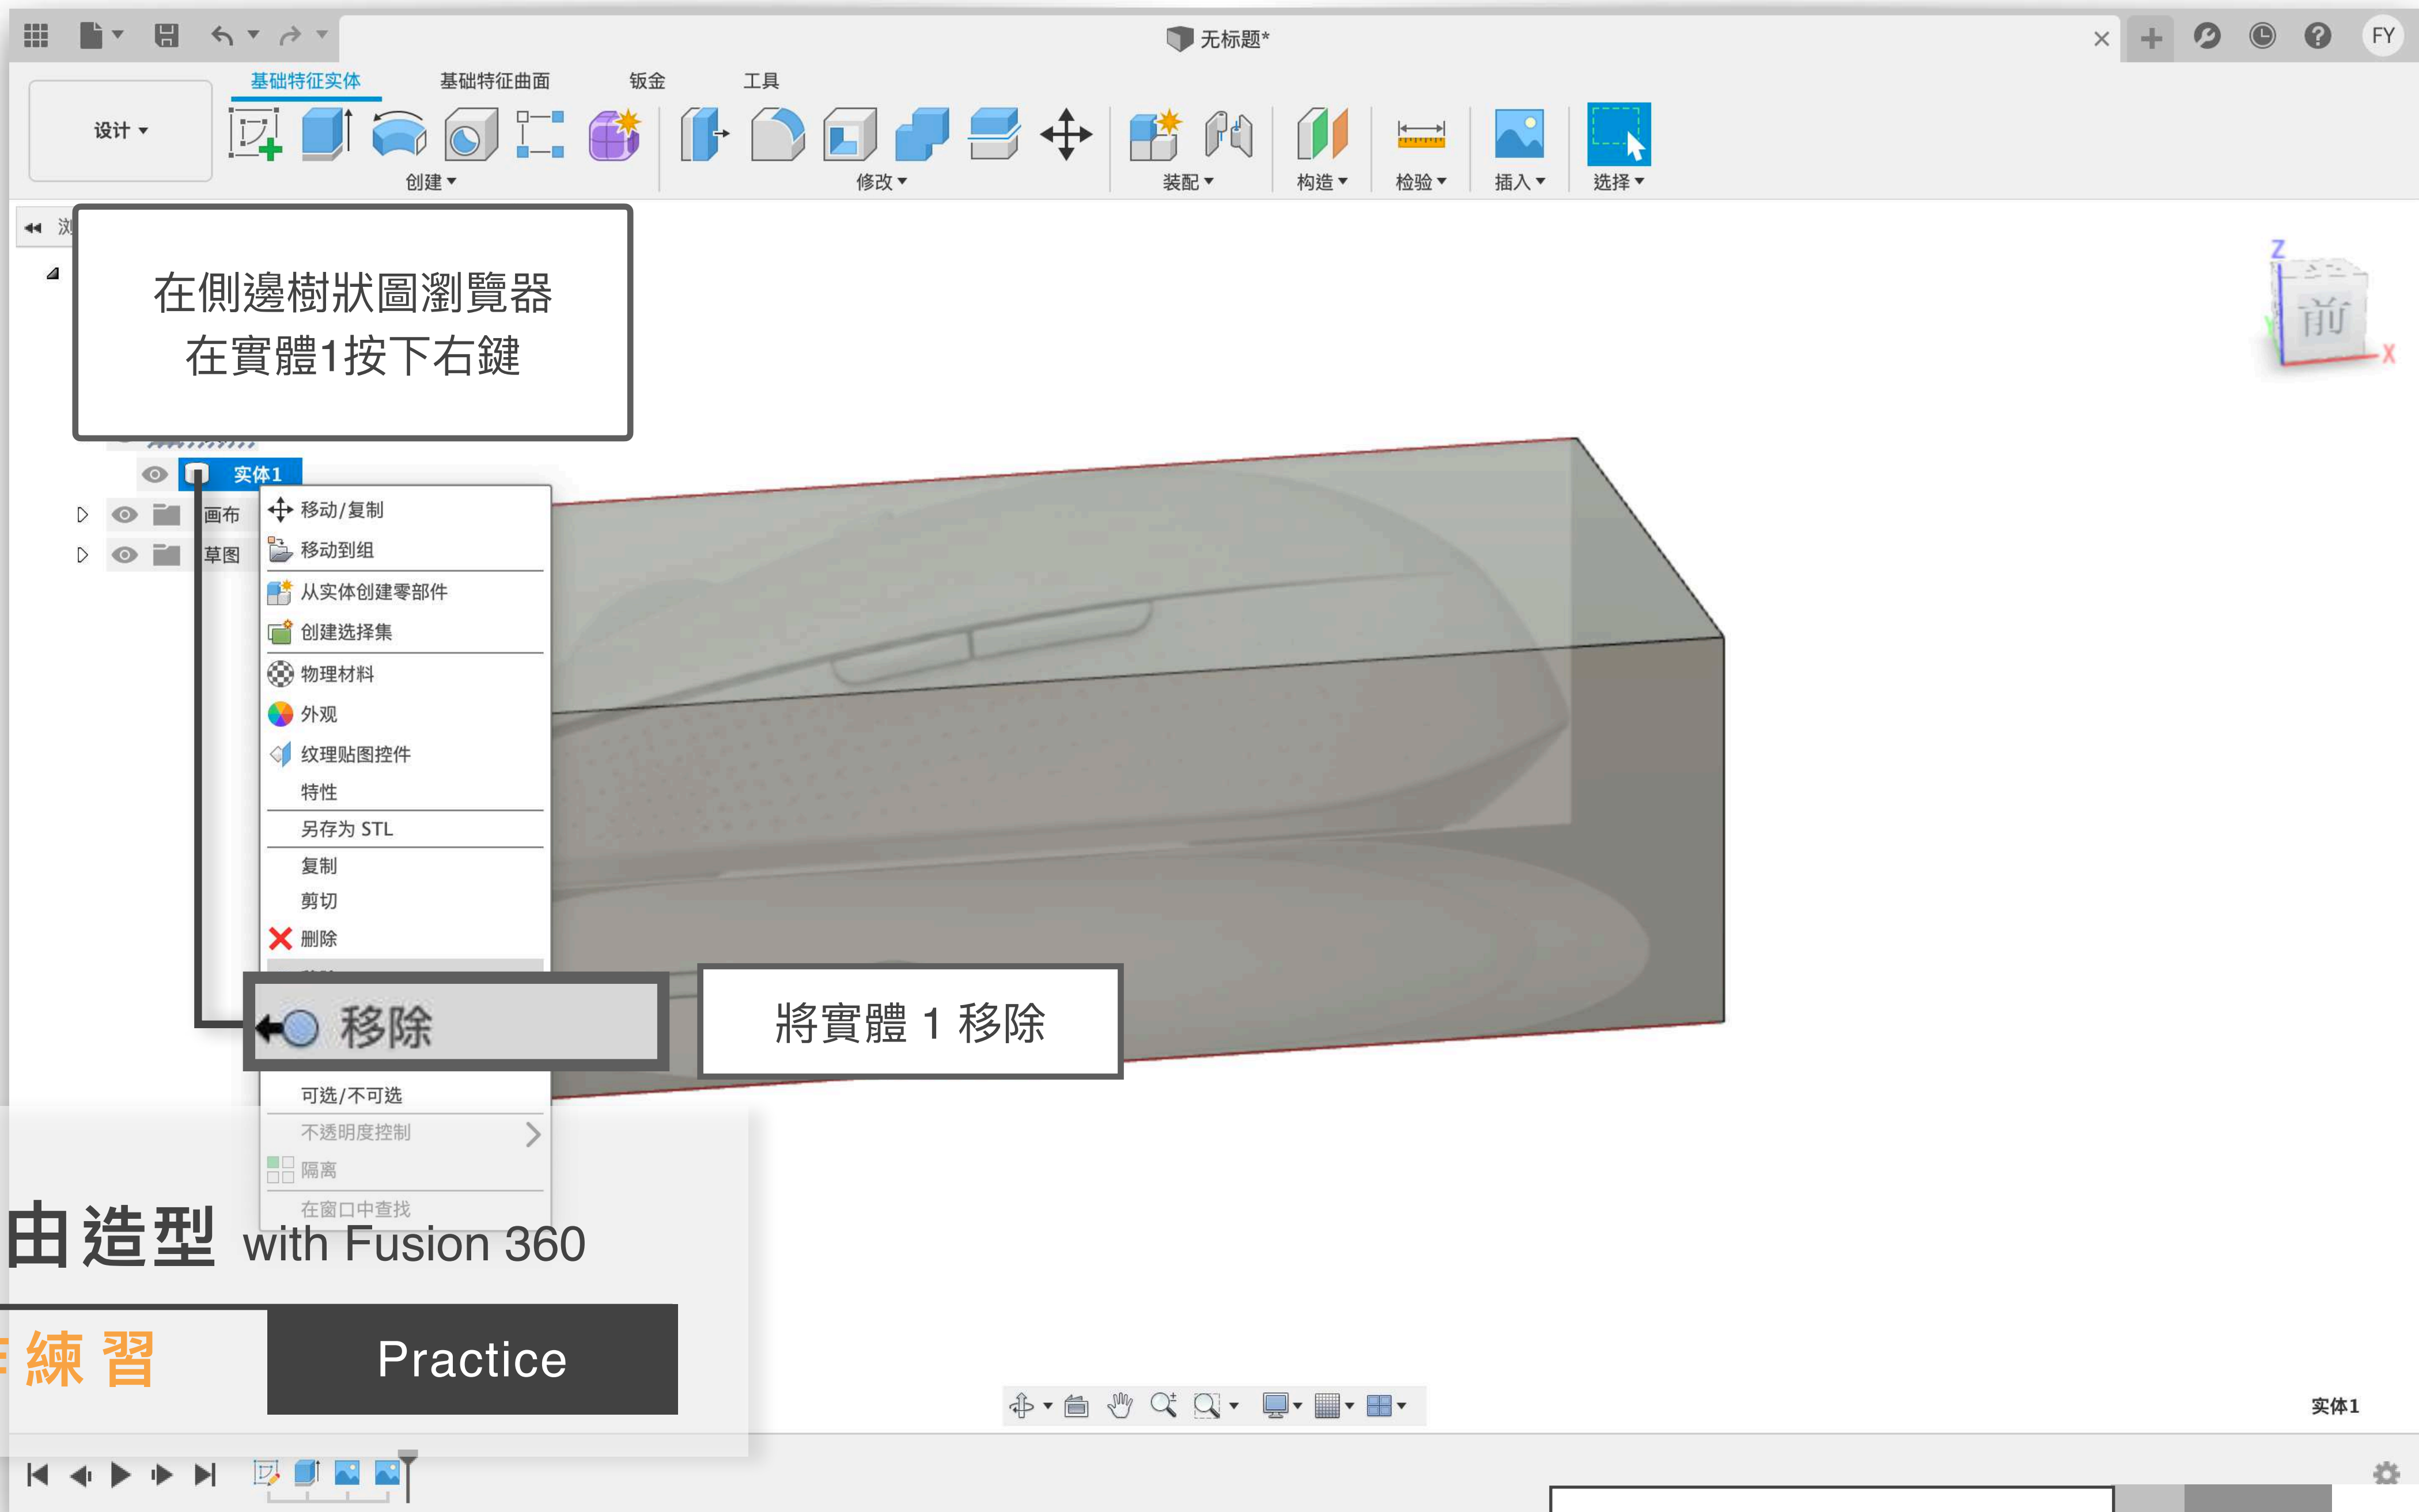 无标题*
FY
基础特征实体
基础特征曲面
钣金
工具
设计
创建
修改
装配
构造
检验
插入
选择
浏
在側邊樹狀圖瀏覽器
在實體1按下右鍵
Z
前
X
实体1
画布
草图
移动/复制
移动到组
从实体创建零部件
创建选择集
物理材料
外观
纹理贴图控件
特性
另存为 STL
复制
剪切
删除
移除
將實體 1 移除
可选/不可选
不透明度控制
隔离
在窗口中查找
由造型 with Fusion 360
練習
Practice
实体1